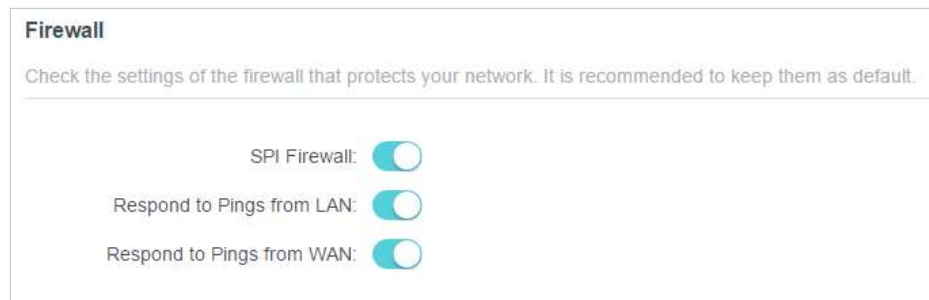 Firewall
Check the settings of the firewall that protects your network. It is recommended to keep them as default.
SPI Firewall:
Respond to Pings from LAN:
Respond to Pings from WAN: